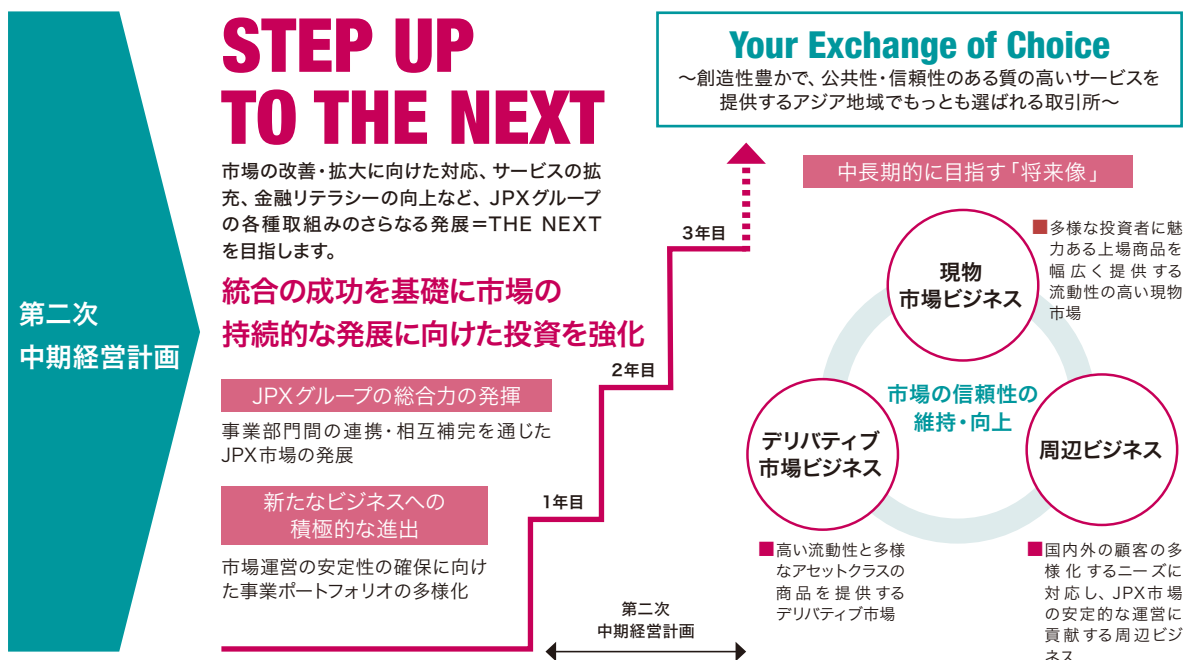 第二次
中期経営計画
STEP UP
TO THE NEXT
市場の改善・拡大に向けた対応、サービスの拡
充、金融リテラシーの向上など、JPXグループ
の各種取組みのさらなる発展=THE NEXT
を目指します。
統合の成功を基礎に市場の
持続的な発展に向けた投資を強化
JPXグループの総合力の発揮
事業部門間の連携・相互補完を通じた
JPX市場の発展
新たなビジネスへの
積極的な進出
市場運営の安定性の確保に向け
た事業ポートフォリオの多様化
1年目
2年目
3年目
第二次
中期経営計画
Your Exchange of Choice
〜創造性豊かで、公共性・信頼性のある質の高いサービスを
提供するアジア地域でもっとも選ばれる取引所〜
中長期的に目指す「将来像」
現物
市場ビジネス
■多様な投資者に魅
力ある上場商品を
幅広く提供する
流動性の高い現物
市場
市場の信頼性の
維持・向上
デリバティブ
市場ビジネス
■高い流動性と多様
なアセットクラスの
商品を提供する
デリバティブ市場
周辺ビジネス
■国内外の顧客の多
様化するニーズに
対応し、JPX市場
の安定的な運営に
貢献する周辺ビジ
ネス